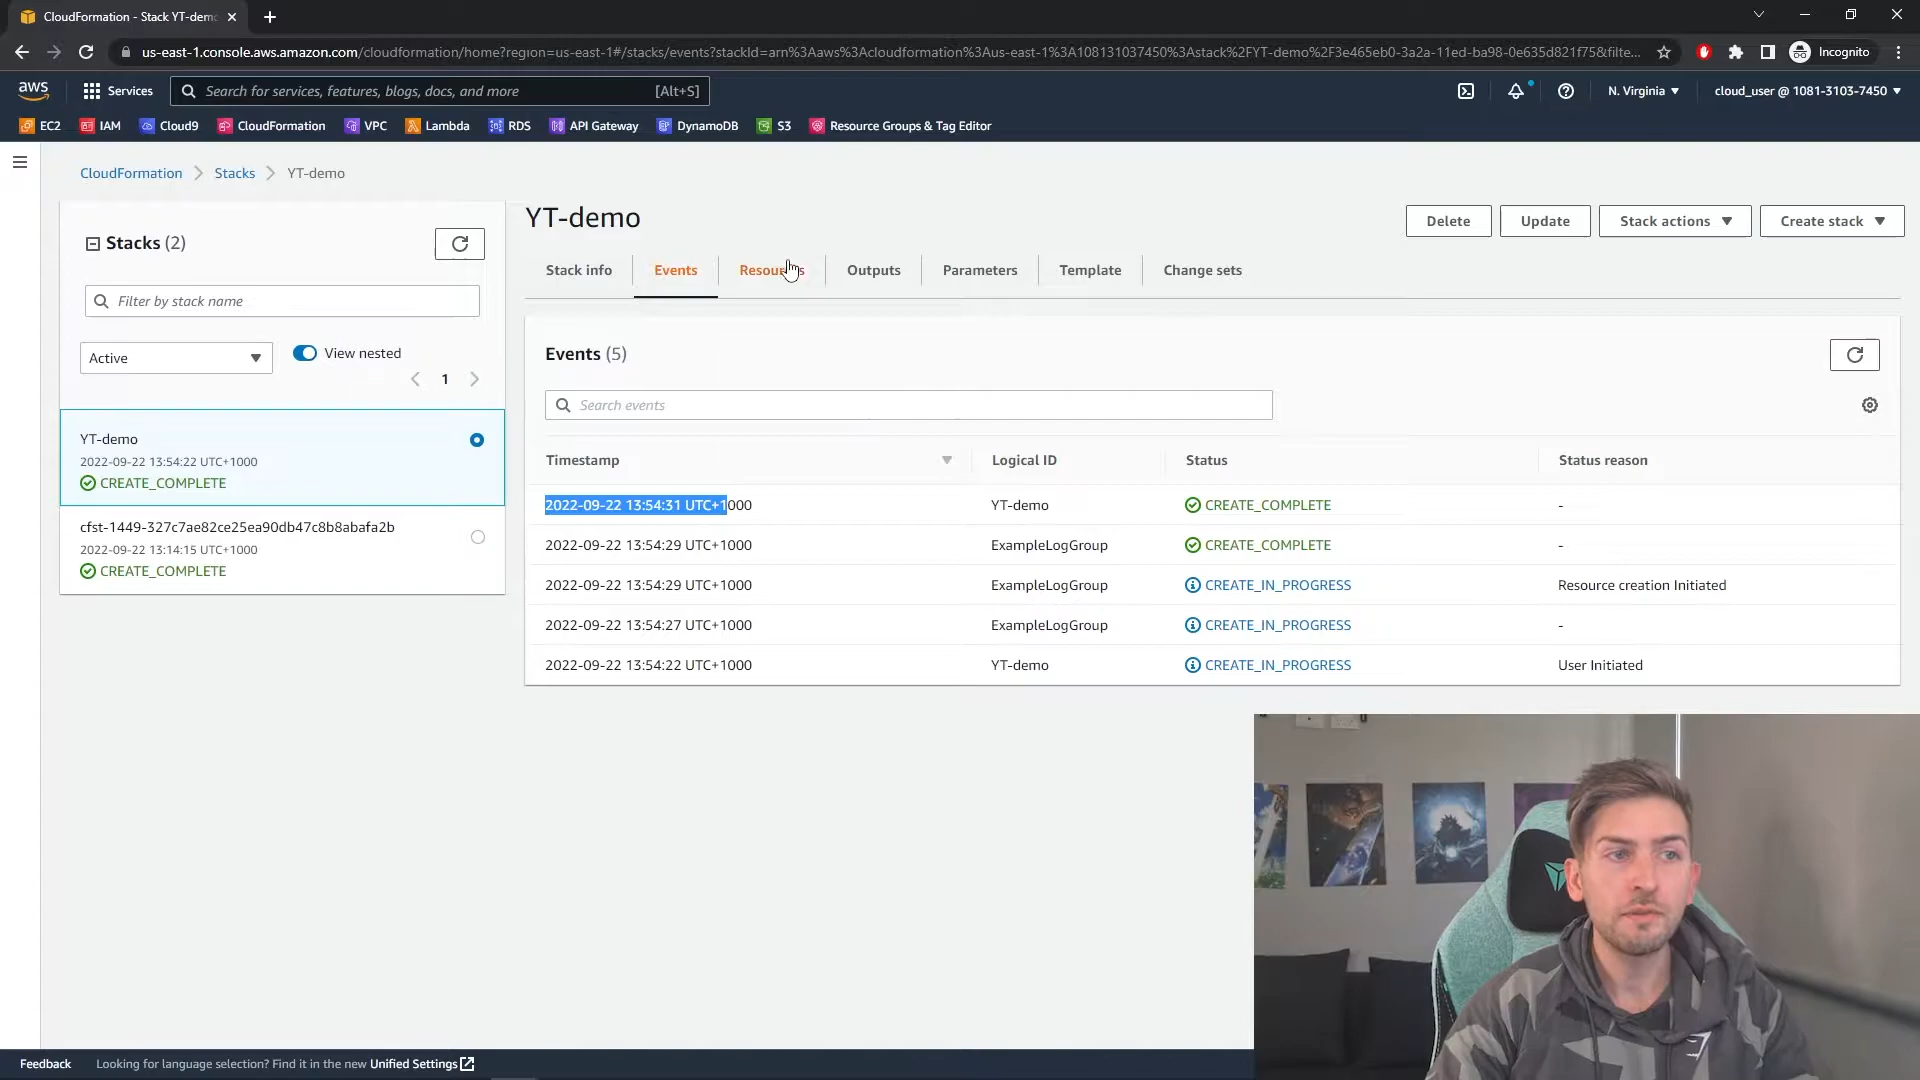 CloudFormation - Stack YT-demo
us-east-1.console.aws.amazon.com/cloudformation/home?region=us-east-1#/stacks/events?stackId=arn%3Aaws%3Acloudformation%3Aus-east-1%3A108131037450%3Astack%2FYT-demo%2F3e465eb0-3a2a-11ed-ba98-0e635d821f75&filte... Incognito
aws Services Search for services, features, blogs, docs, and more [Alt+S] N. Virginia cloud_user @ 1081-3103-7450
EC2 IAM Cloud9 CloudFormation VPC Lambda RDS API Gateway DynamoDB S3 Resource Groups & Tag Editor
CloudFormation Stacks YT-demo
Stacks (2)
Filter by stack name
Active View nested
1
YT-demo
2022-09-22 13:54:22 UTC+1000
CREATE_COMPLETE
cfst-1449-327c7ae82ce25ea90db47c8b8abafa2b
2022-09-22 13:14:15 UTC+1000
CREATE_COMPLETE
YT-demo
Delete Update Stack actions Create stack
Stack info Events Resources Outputs Parameters Template Change sets
Events (5)
Search events
Timestamp Logical ID Status Status reason
2022-09-22 13:54:31 UTC+1000 YT-demo CREATE_COMPLETE -
2022-09-22 13:54:29 UTC+1000 ExampleLogGroup CREATE_COMPLETE -
2022-09-22 13:54:29 UTC+1000 ExampleLogGroup CREATE_IN_PROGRESS Resource creation Initiated
2022-09-22 13:54:27 UTC+1000 ExampleLogGroup CREATE_IN_PROGRESS -
2022-09-22 13:54:22 UTC+1000 YT-demo CREATE_IN_PROGRESS User Initiated
Feedback Looking for language selection? Find it in the new Unified Settings